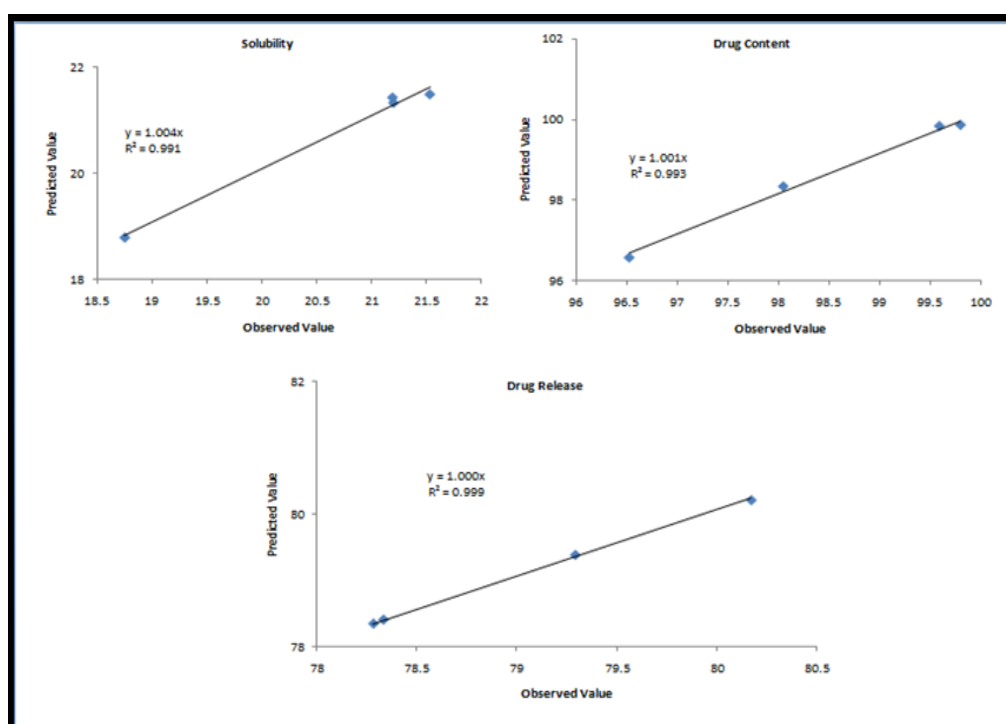 Solubility
22
20
18
Predicted Value
y = 1.004x
R² = 0.991
18.5 19 19.5 20 20.5 21 21.5 22
Observed Value
Drug Content
102
100
98
96
Predicted Value
y = 1.001x
R² = 0.993
96 96.5 97 97.5 98 98.5 99 99.5 100
Observed Value
Drug Release
82
80
78
Predicted Value
y = 1.000x
R² = 0.999
78 78.5 79 79.5 80 80.5
Observed Value